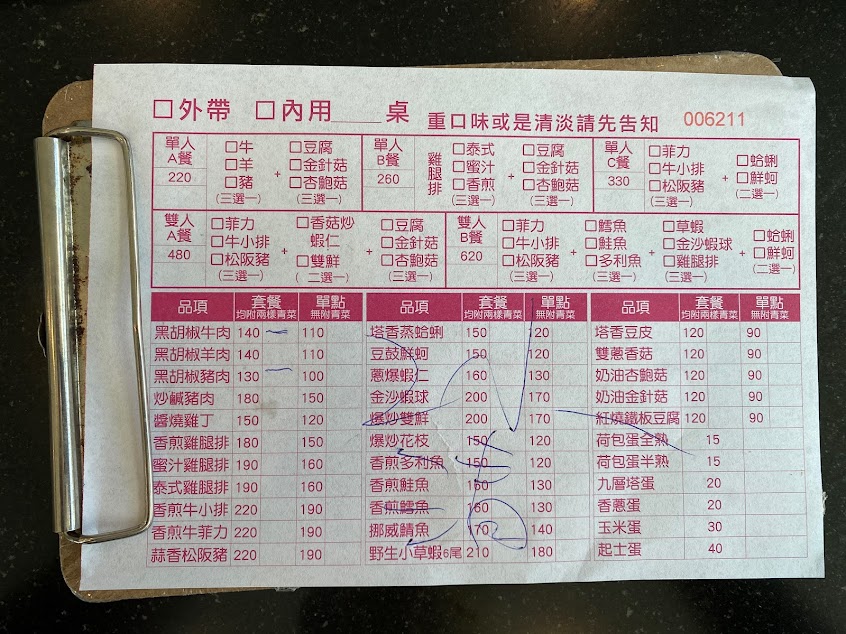 □外帶 □內用____桌 重口味或是清淡請先告知 006211
單人A餐 220 □牛 □羊 □豬 (三選一) + □豆腐 □金針菇 □杏鮑菇 (三選一)
單人B餐 260 雞腿排 □泰式 □蜜汁 □香煎 (三選一) + □豆腐 □金針菇 □杏鮑菇 (三選一)
單人C餐 330 □菲力 □牛小排 □松阪豬 (三選一) + □蛤蜊 □鮮蚵 (二選一)
雙人A餐 480 □菲力 □牛小排 □松阪豬 (三選一) + □香菇炒蝦仁 □雙鮮 (二選一) + □豆腐 □金針菇 □杏鮑菇 (三選一)
雙人B餐 620 □菲力 □牛小排 □松阪豬 (三選一) + □鱈魚 □鮭魚 □多利魚 (三選一) + □草蝦 □金沙蝦球 □雞腿排 (三選一) + □蛤蜊 □鮮蚵 (二選一)
品項 套餐 均附兩樣青菜 單點 無附青菜 品項 套餐 均附兩樣青菜 單點 無附青菜 品項 套餐 均附兩樣青菜 單點 無附青菜
黑胡椒牛肉 140 110 塔香蒸蛤蜊 150 120 塔香豆皮 120 90
黑胡椒羊肉 140 110 豆鼓鮮蚵 150 120 雙蔥香菇 120 90
黑胡椒豬肉 130 100 蔥爆蝦仁 160 130 奶油杏鮑菇 120 90
炒鹹豬肉 180 150 金沙蝦球 200 170 奶油金針菇 120 90
醬燒雞丁 150 120 爆炒雙鮮 200 170 紅燒鐵板豆腐 120 90
香煎雞腿排 180 150 爆炒花枝 150 120 荷包蛋全熟 15
蜜汁雞腿排 190 160 香煎多利魚 150 120 荷包蛋半熟 15
泰式雞腿排 190 160 香煎鮭魚 130 九層塔蛋 20
香煎牛小排 220 190 香煎鱈魚 160 130 香蔥蛋 20
香煎牛菲力 220 190 挪威鯖魚 170 140 玉米蛋 30
蒜香松阪豬 220 190 野生小草蝦6尾 210 180 起士蛋 40